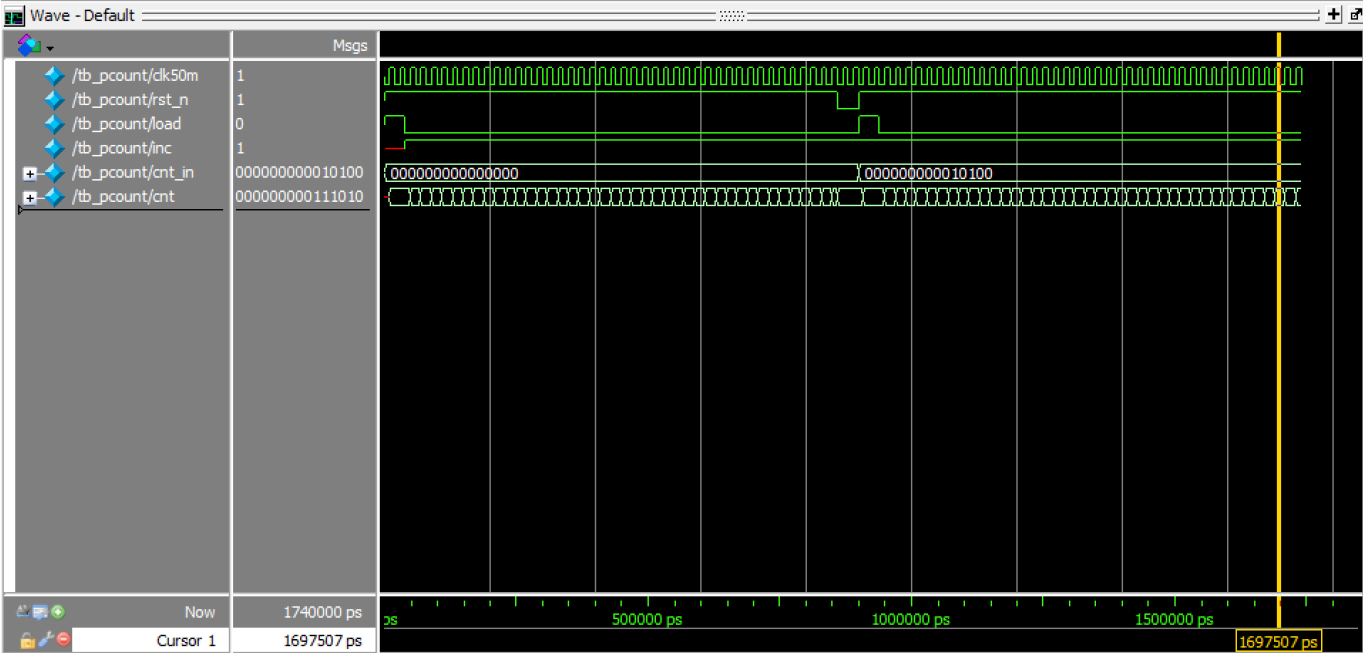 Wave - Default
Msgs
/tb_pcount/clk50m 1
/tb_pcount/rst_n 1
/tb_pcount/load 0
/tb_pcount/inc 1
/tb_pcount/cnt_in 000000000010100 000000000000000 000000000010100
/tb_pcount/cnt 000000000111010
Now 1740000 ps ps 500000 ps 1000000 ps 1500000 ps
Cursor 1 1697507 ps 1697507 ps